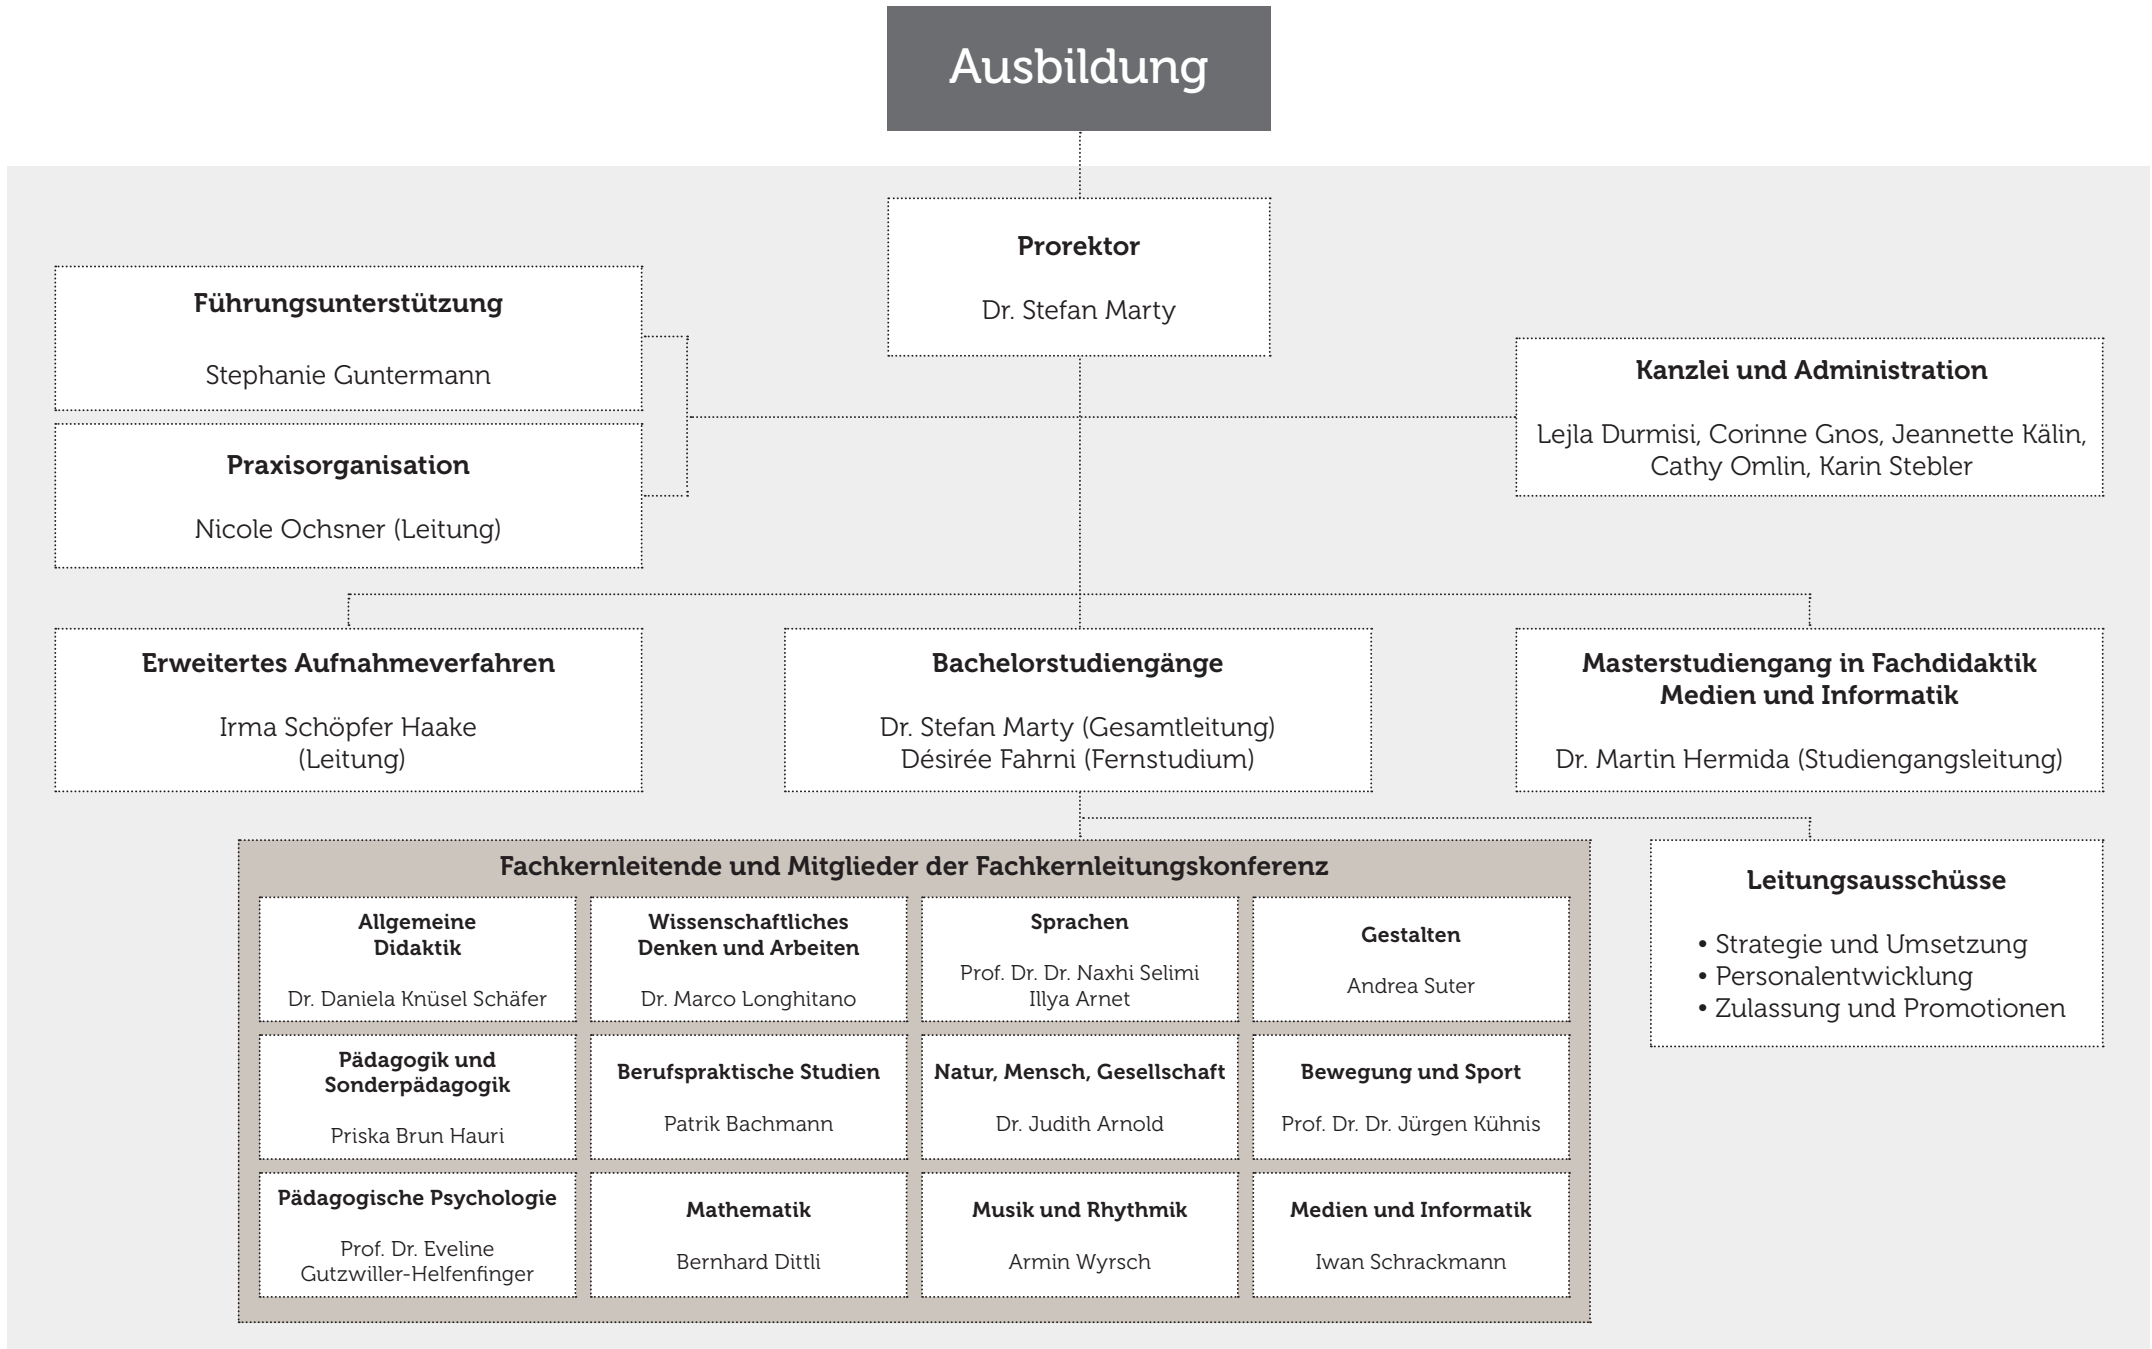 Ausbildung
Prorektor
Dr. Stefan Marty
Führungsunterstützung
Stephanie Guntermann
Praxisorganisation
Nicole Ochsner (Leitung)
Kanzlei und Administration
Lejla Durmisi, Corinne Gnos, Jeannette Kälin,
Cathy Omlin, Karin Stebler
Erweitertes Aufnahmeverfahren
Irma Schöpfer Haake
(Leitung)
Bachelorstudiengänge
Dr. Stefan Marty (Gesamtleitung)
Désirée Fahrni (Fernstudium)
Masterstudiengang in Fachdidaktik
Medien und Informatik
Dr. Martin Hermida (Studiengangsleitung)
Fachkernleitende und Mitglieder der Fachkernleitungskonferenz
Allgemeine
Didaktik
Dr. Daniela Knüsel Schäfer
Wissenschaftliches
Denken und Arbeiten
Dr. Marco Longhitano
Sprachen
Prof. Dr. Dr. Naxhi Selimi
Illya Arnet
Gestalten
Andrea Suter
Pädagogik und
Sonderpädagogik
Priska Brun Hauri
Berufspraktische Studien
Patrik Bachmann
Natur, Mensch, Gesellschaft
Dr. Judith Arnold
Bewegung und Sport
Prof. Dr. Dr. Jürgen Kühnis
Pädagogische Psychologie
Prof. Dr. Eveline
Gutzwiller-Helfenfinger
Mathematik
Bernhard Dittli
Musik und Rhythmik
Armin Wyrsch
Medien und Informatik
Iwan Schrackmann
Leitungsausschüsse
• Strategie und Umsetzung
• Personalentwicklung
• Zulassung und Promotionen